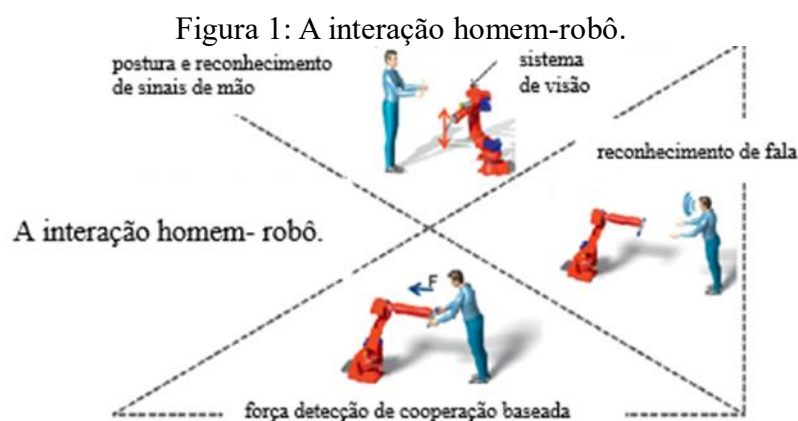 Figura 1: A interação homem-robô.
postura e reconhecimento
de sinais de mão
sistema
de visão
reconhecimento de fala
A interação homem- robô.
F
força detecção de cooperação baseada